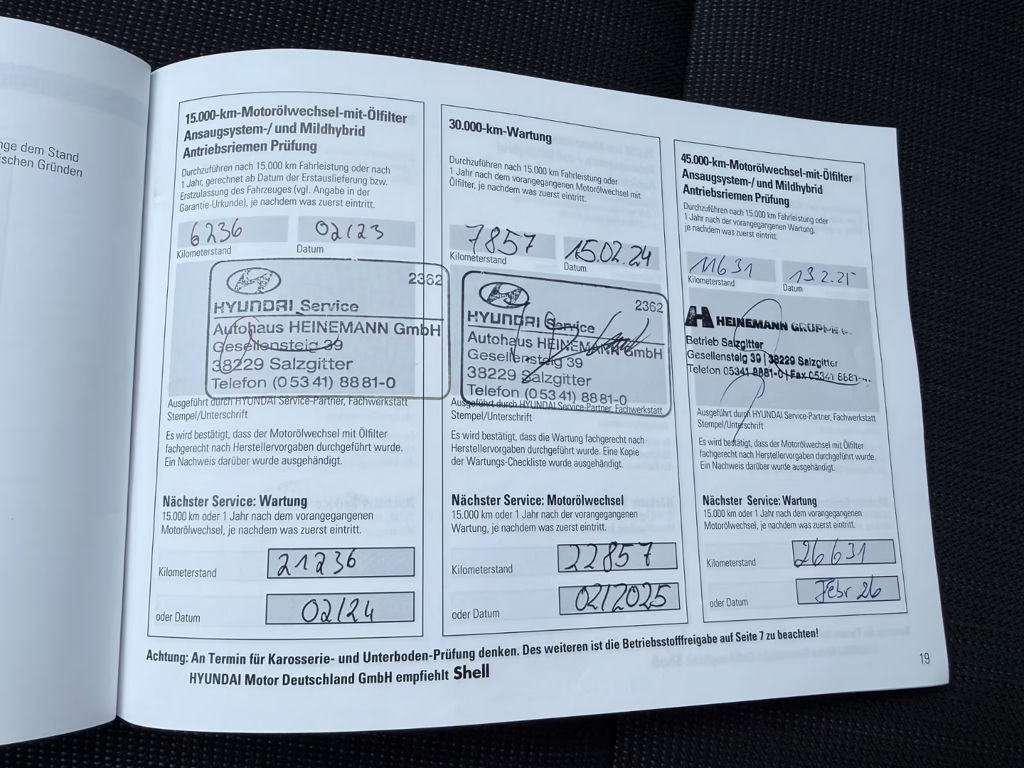 nge dem Stand
ischen Gründen
15.000-km-Motorölwechsel-mit-Ölfilter
Ansaugsystem-/ und Mildhybrid
Antriebsriemen Prüfung
Durchzuführen nach 15.000 km Fahrleistung oder nach
1 Jahr, gerechnet ab Datum der Erstauslieferung bzw.
Erstzulassung des Fahrzeuges (vgl. Angabe in der
Garantie-Urkunde), je nachdem was zuerst eintritt.
6236 02/23
Kilometerstand Datum
2362
HYUNDAI Service
Autohaus HEINEMANN GmbH
Gesellensteig 39
38229 Salzgitter
Telefon (0 53 41) 88 81-0
Ausgeführt durch HYUNDAI Service-Partner, Fachwerkstatt
Stempel/Unterschrift
Es wird bestätigt, dass der Motorölwechsel mit Ölfilter
fachgerecht nach Herstellervorgaben durchgeführt wurde.
Ein Nachweis darüber wurde ausgehändigt.
Nächster Service: Wartung
15.000 km oder 1 Jahr nach dem vorangegangenen
Motorölwechsel, je nachdem was zuerst eintritt.
Kilometerstand 21236
oder Datum 02/24
30.000-km-Wartung
Durchzuführen nach 15.000 km Fahrleistung oder
1 Jahr nach dem vorangegangenen Motorölwechsel mit
Ölfilter, je nachdem was zuerst eintritt.
7857 15.02.24
Kilometerstand Datum
2362
HYUNDAI Service
Autohaus HEINEMANN GmbH
Gesellensteig 39
38229 Salzgitter
Telefon (0 53 41) 88 81-0
Ausgeführt durch HYUNDAI Service-Partner, Fachwerkstatt
Stempel/Unterschrift
Es wird bestätigt, dass die Wartung fachgerecht nach
Herstellervorgaben durchgeführt wurde. Eine Kopie
der Wartungs-Checkliste wurde ausgehändigt.
Nächster Service: Motorölwechsel
15.000 km oder 1 Jahr nach der vorangegangenen
Wartung, je nachdem was zuerst eintritt.
Kilometerstand 22857
oder Datum 02/2025
45.000-km-Motorölwechsel-mit-Ölfilter
Ansaugsystem-/ und Mildhybrid
Antriebsriemen Prüfung
Durchzuführen nach 15.000 km Fahrleistung oder
1 Jahr nach der vorangegangenen Wartung,
je nachdem was zuerst eintritt.
11631 13.2.25
Kilometerstand Datum
HEINEMANN GRUPPE
Betrieb Salzgitter
Gesellensteig 39 | 38229 Salzgitter
Telefon 05341 8881-0 | Fax 05341 8881-
Ausgeführt durch HYUNDAI Service-Partner, Fachwerkstatt
Stempel/Unterschrift
Es wird bestätigt, dass der Motorölwechsel mit Ölfilter
fachgerecht nach Herstellervorgaben durchgeführt wurde.
Ein Nachweis darüber wurde ausgehändigt.
Nächster Service: Wartung
15.000 km oder 1 Jahr nach dem vorangegangenen
Motorölwechsel, je nachdem was zuerst eintritt.
Kilometerstand 26631
oder Datum Febr 26
Achtung: An Termin für Karosserie- und Unterboden-Prüfung denken. Des weiteren ist die Betriebsstofffreigabe auf Seite 7 zu beachten!
HYUNDAI Motor Deutschland GmbH empfiehlt Shell
19